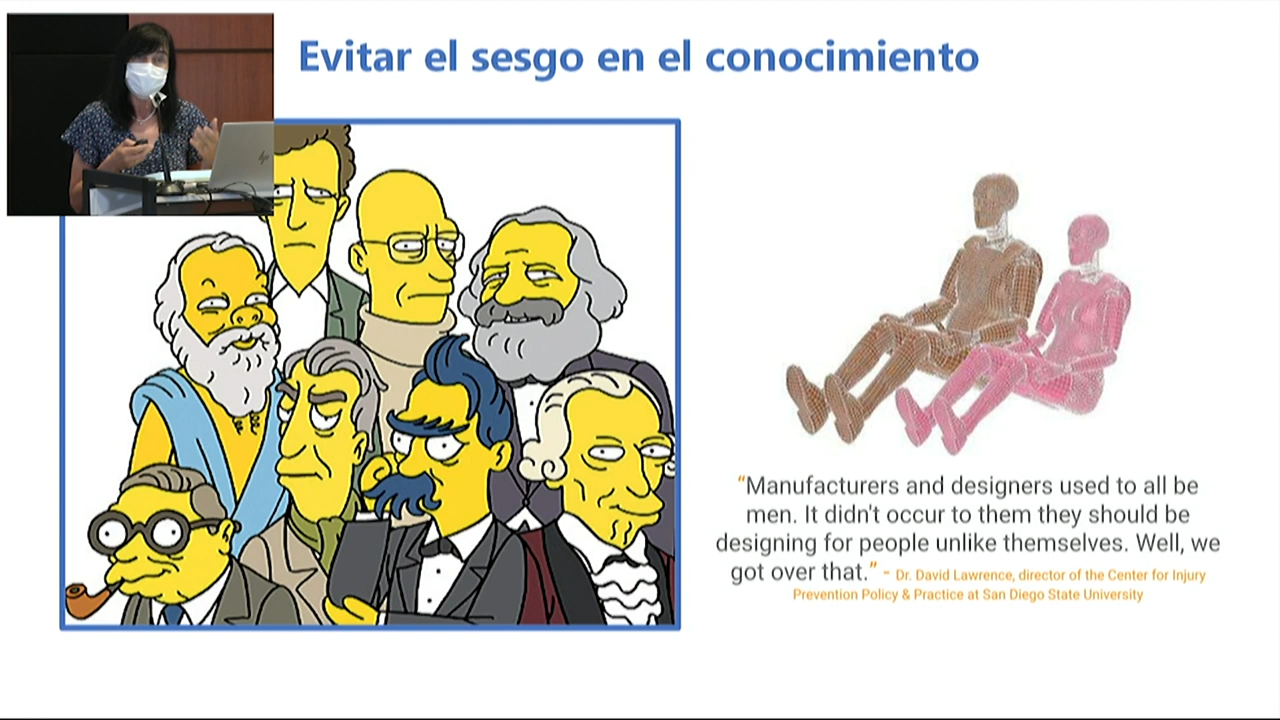 Evitar el sesgo en el conocimiento
hp
“Manufacturers and designers used to all be
men. It didn't occur to them they should be
designing for people unlike themselves. Well, we
got over that.” - Dr. David Lawrence, director of the Center for Injury
Prevention Policy & Practice at San Diego State University